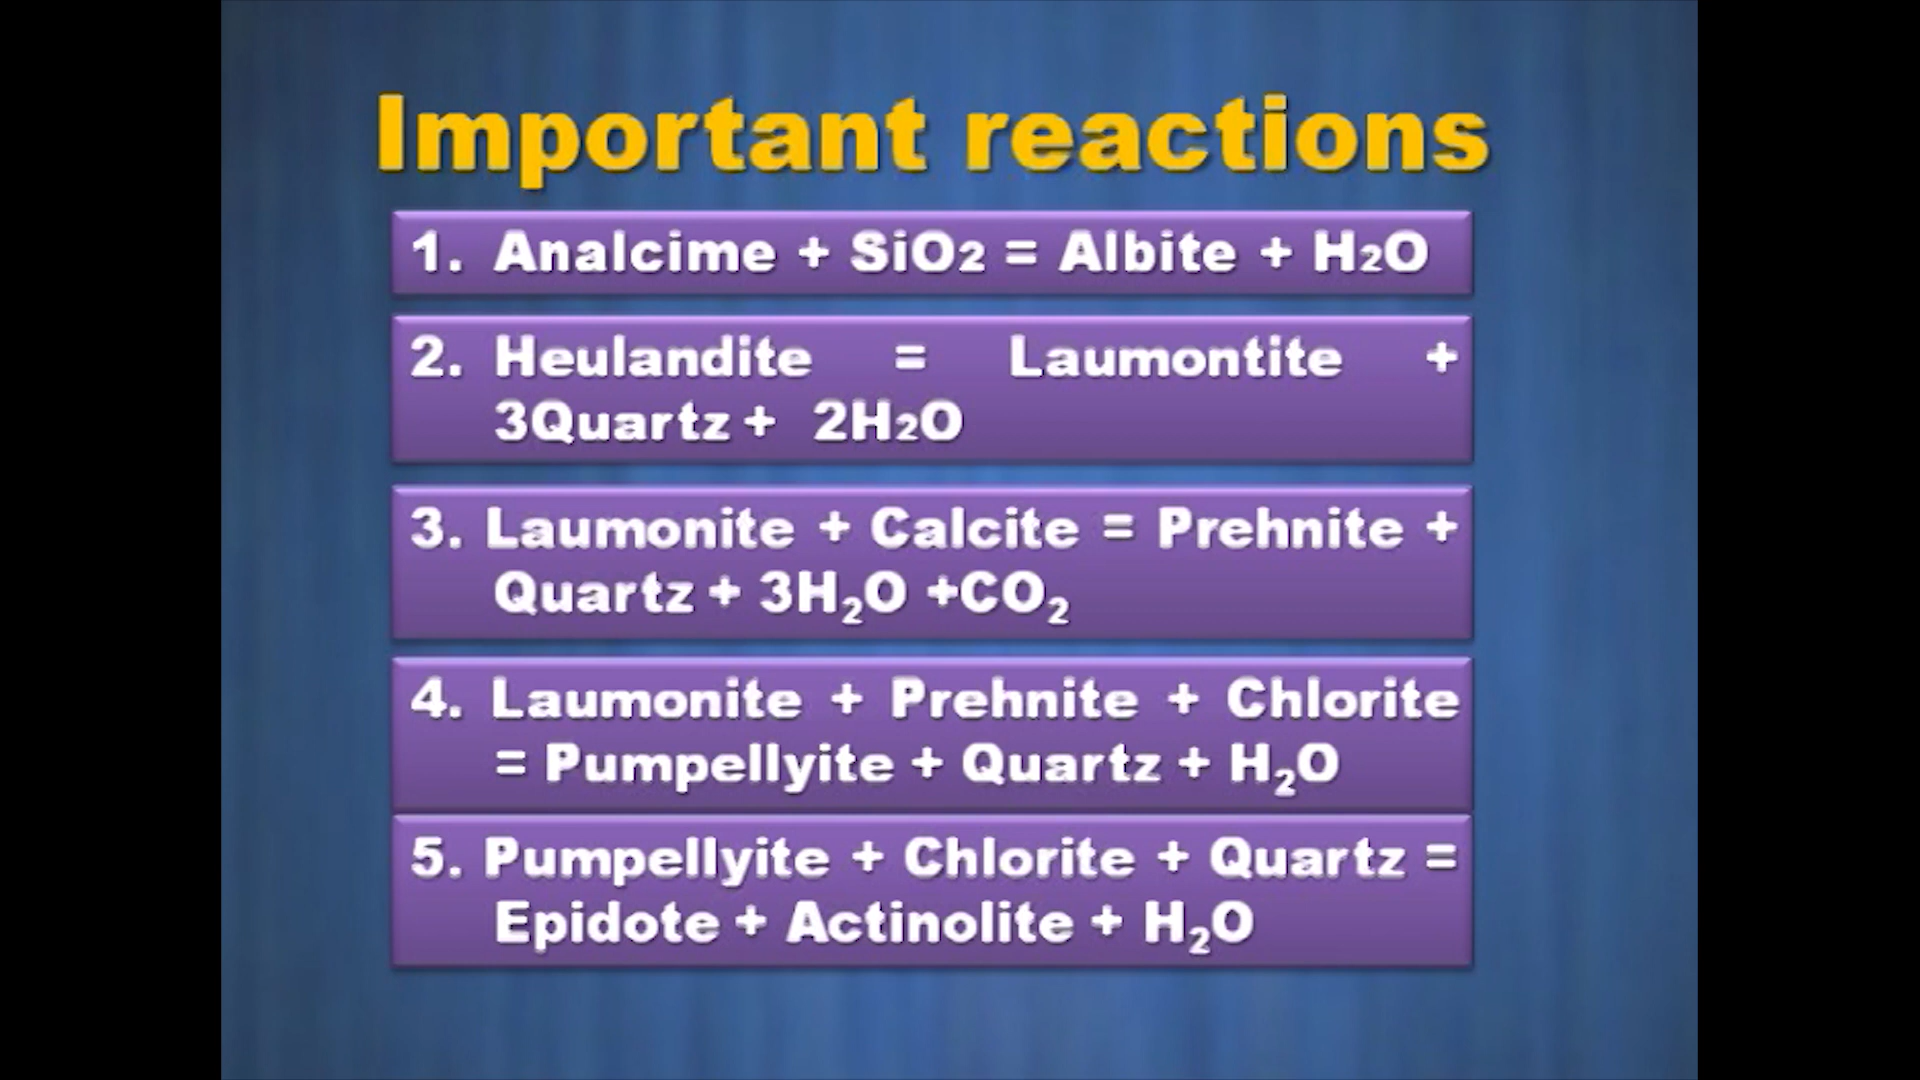 Important reactions
1. Analcime + SiO2 = Albite + H2O
2. Heulandite = Laumontite +
3Quartz + 2H2O
3. Laumonite + Calcite = Prehnite +
Quartz + 3H₂O +CO₂
4. Laumonite + Prehnite + Chlorite
= Pumpellyite + Quartz + H₂O
5. Pumpellyite + Chlorite + Quartz =
Epidote + Actinolite + H₂O